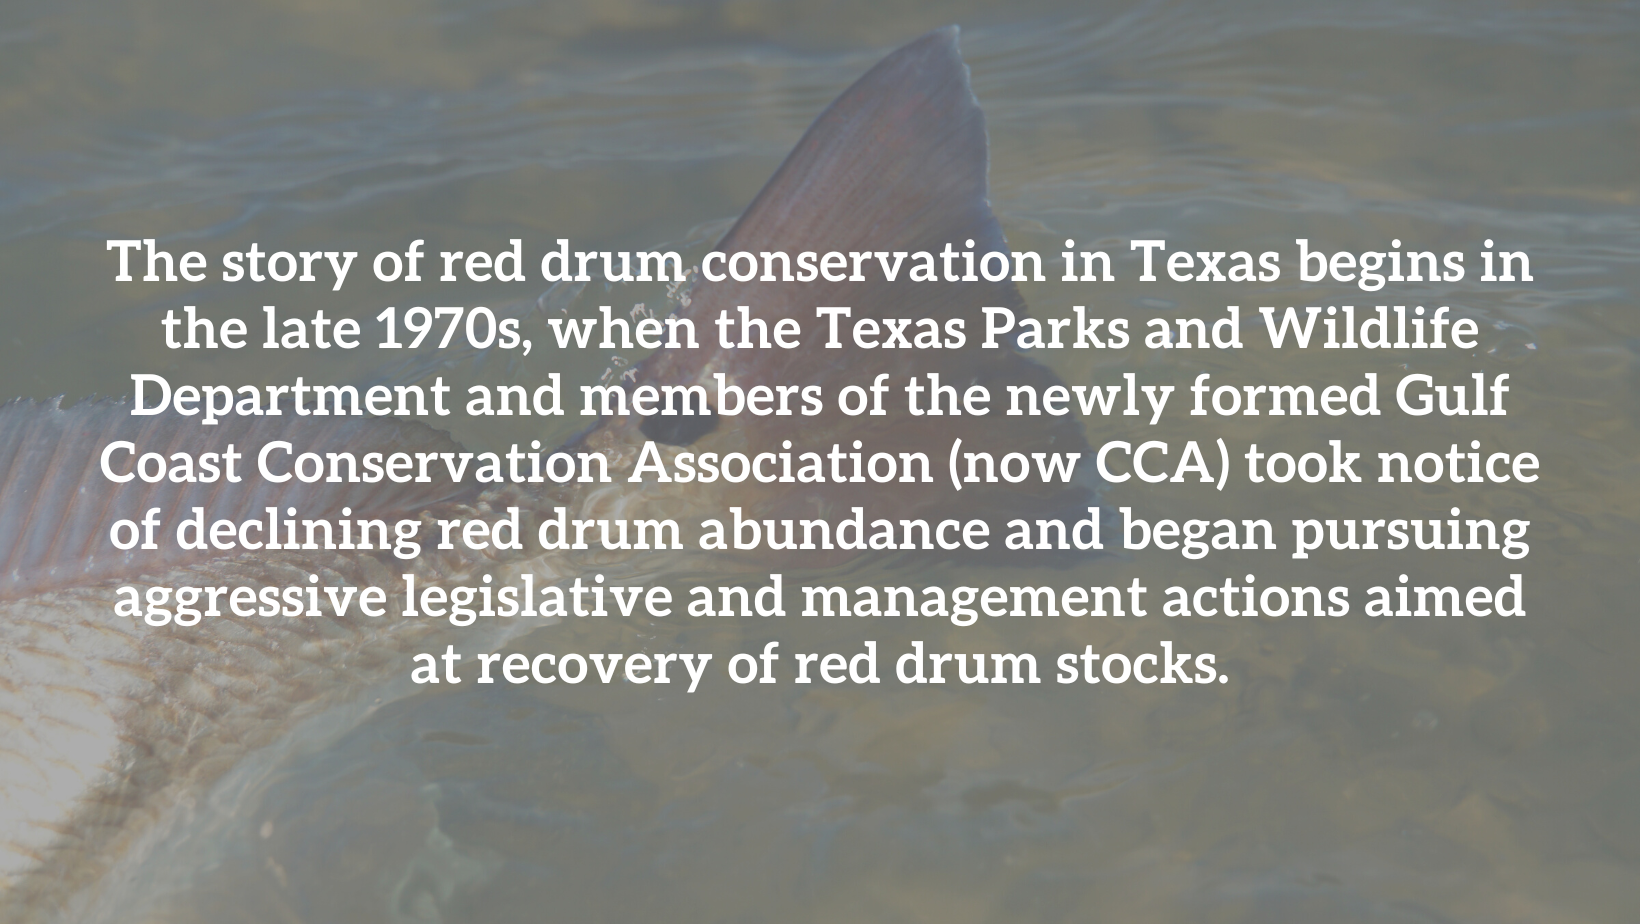 The story of red drum conservation in Texas begins in
the late 1970s, when the Texas Parks and Wildlife
Department and members of the newly formed Gulf
Coast Conservation Association (now CCA) took notice
of declining red drum abundance and began pursuing
aggressive legislative and management actions aimed
at recovery of red drum stocks.